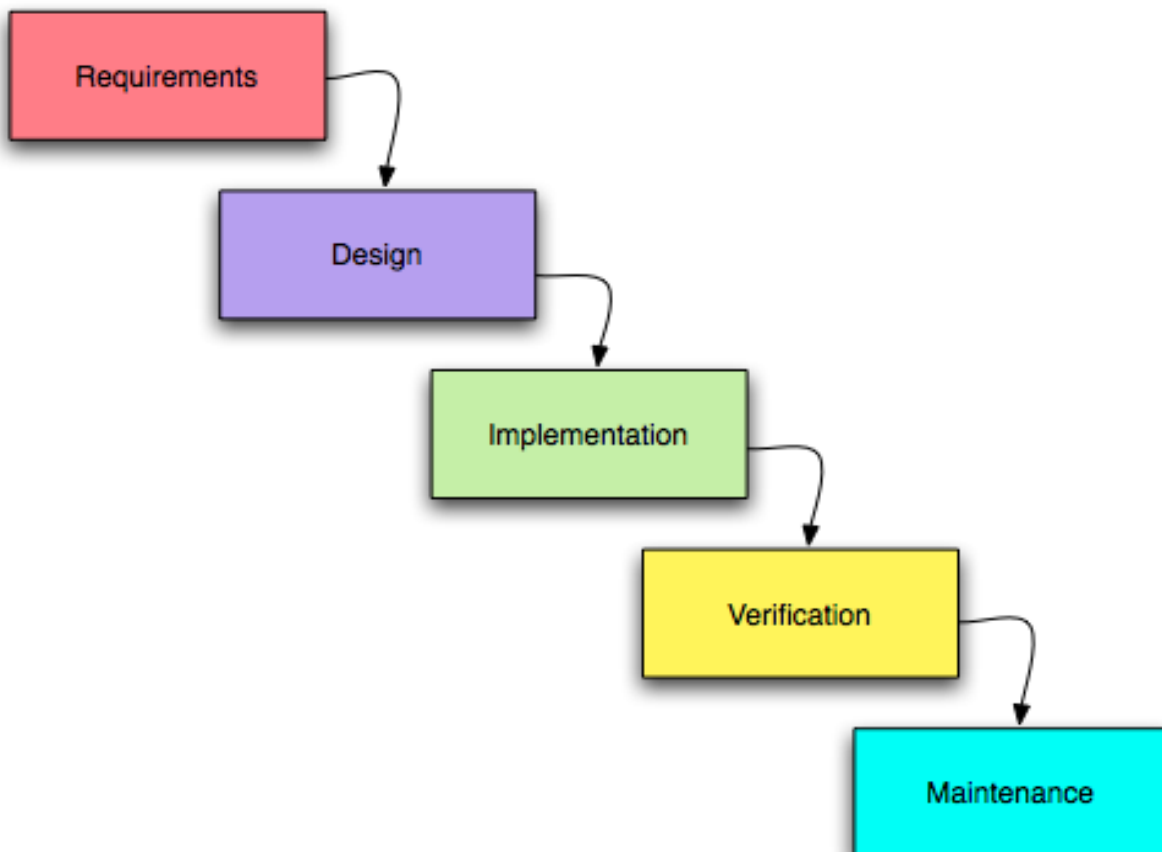 Requirements
Design
Implementation
Verification
Maintenance